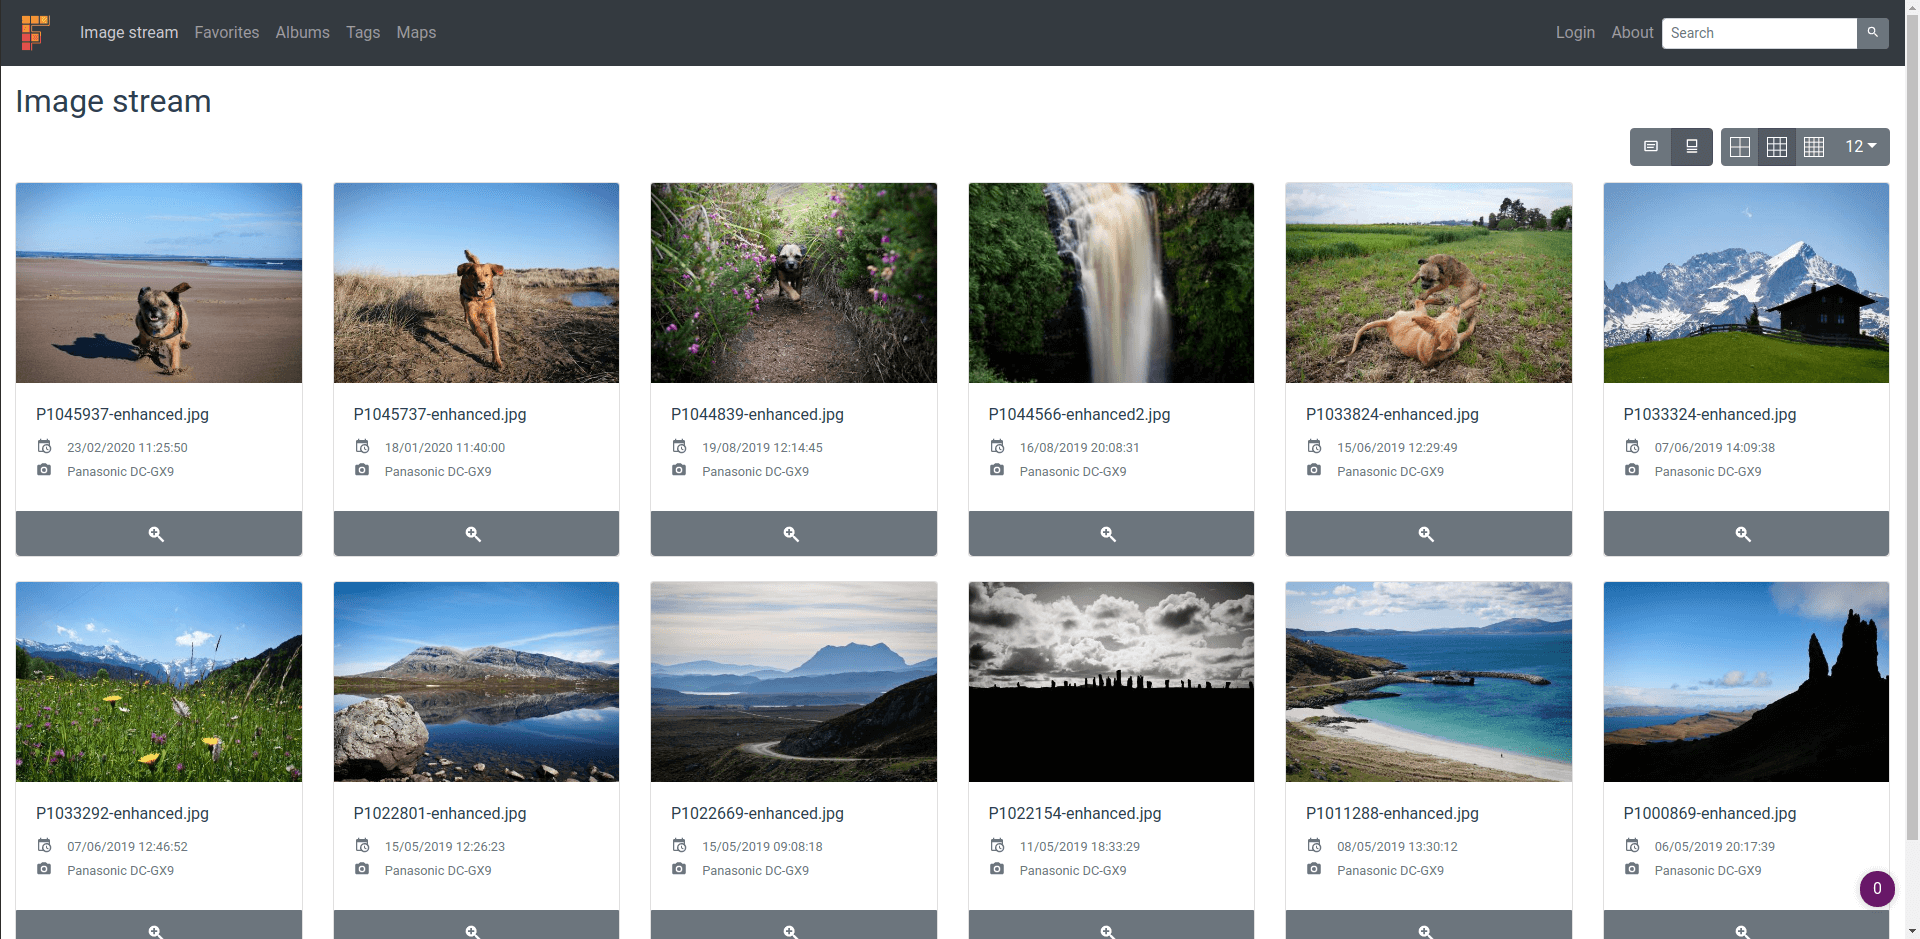 Image stream Favorites Albums Tags Maps Login About Search
Image stream
12
P1045937-enhanced.jpg P1045737-enhanced.jpg P1044839-enhanced.jpg P1044566-enhanced2.jpg P1033824-enhanced.jpg P1033324-enhanced.jpg
23/02/2020 11:25:50 18/01/2020 11:40:00 19/08/2019 12:14:45 16/08/2019 20:08:31 15/06/2019 12:29:49 07/06/2019 14:09:38
Panasonic DC-GX9 Panasonic DC-GX9 Panasonic DC-GX9 Panasonic DC-GX9 Panasonic DC-GX9 Panasonic DC-GX9
P1033292-enhanced.jpg P1022801-enhanced.jpg P1022669-enhanced.jpg P1022154-enhanced.jpg P1011288-enhanced.jpg P1000869-enhanced.jpg
07/06/2019 12:46:52 15/05/2019 12:26:23 15/05/2019 09:08:18 11/05/2019 18:33:29 08/05/2019 13:30:12 06/05/2019 20:17:39
Panasonic DC-GX9 Panasonic DC-GX9 Panasonic DC-GX9 Panasonic DC-GX9 Panasonic DC-GX9 Panasonic DC-GX9
0